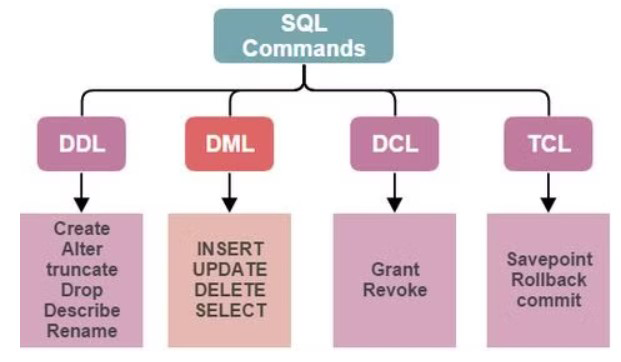 SQL
Commands
DDL
DML
DCL
TCL
Create
Alter
truncate
Drop
Describe
Rename
INSERT
UPDATE
DELETE
SELECT
Grant
Revoke
Savepoint
Rollback
commit